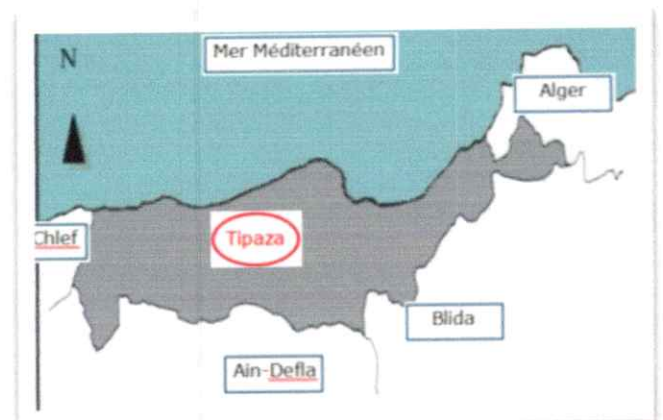 Mer Méditerranéen
N
Alger
Chlef
Tipaza
Blida
Ain-Defla